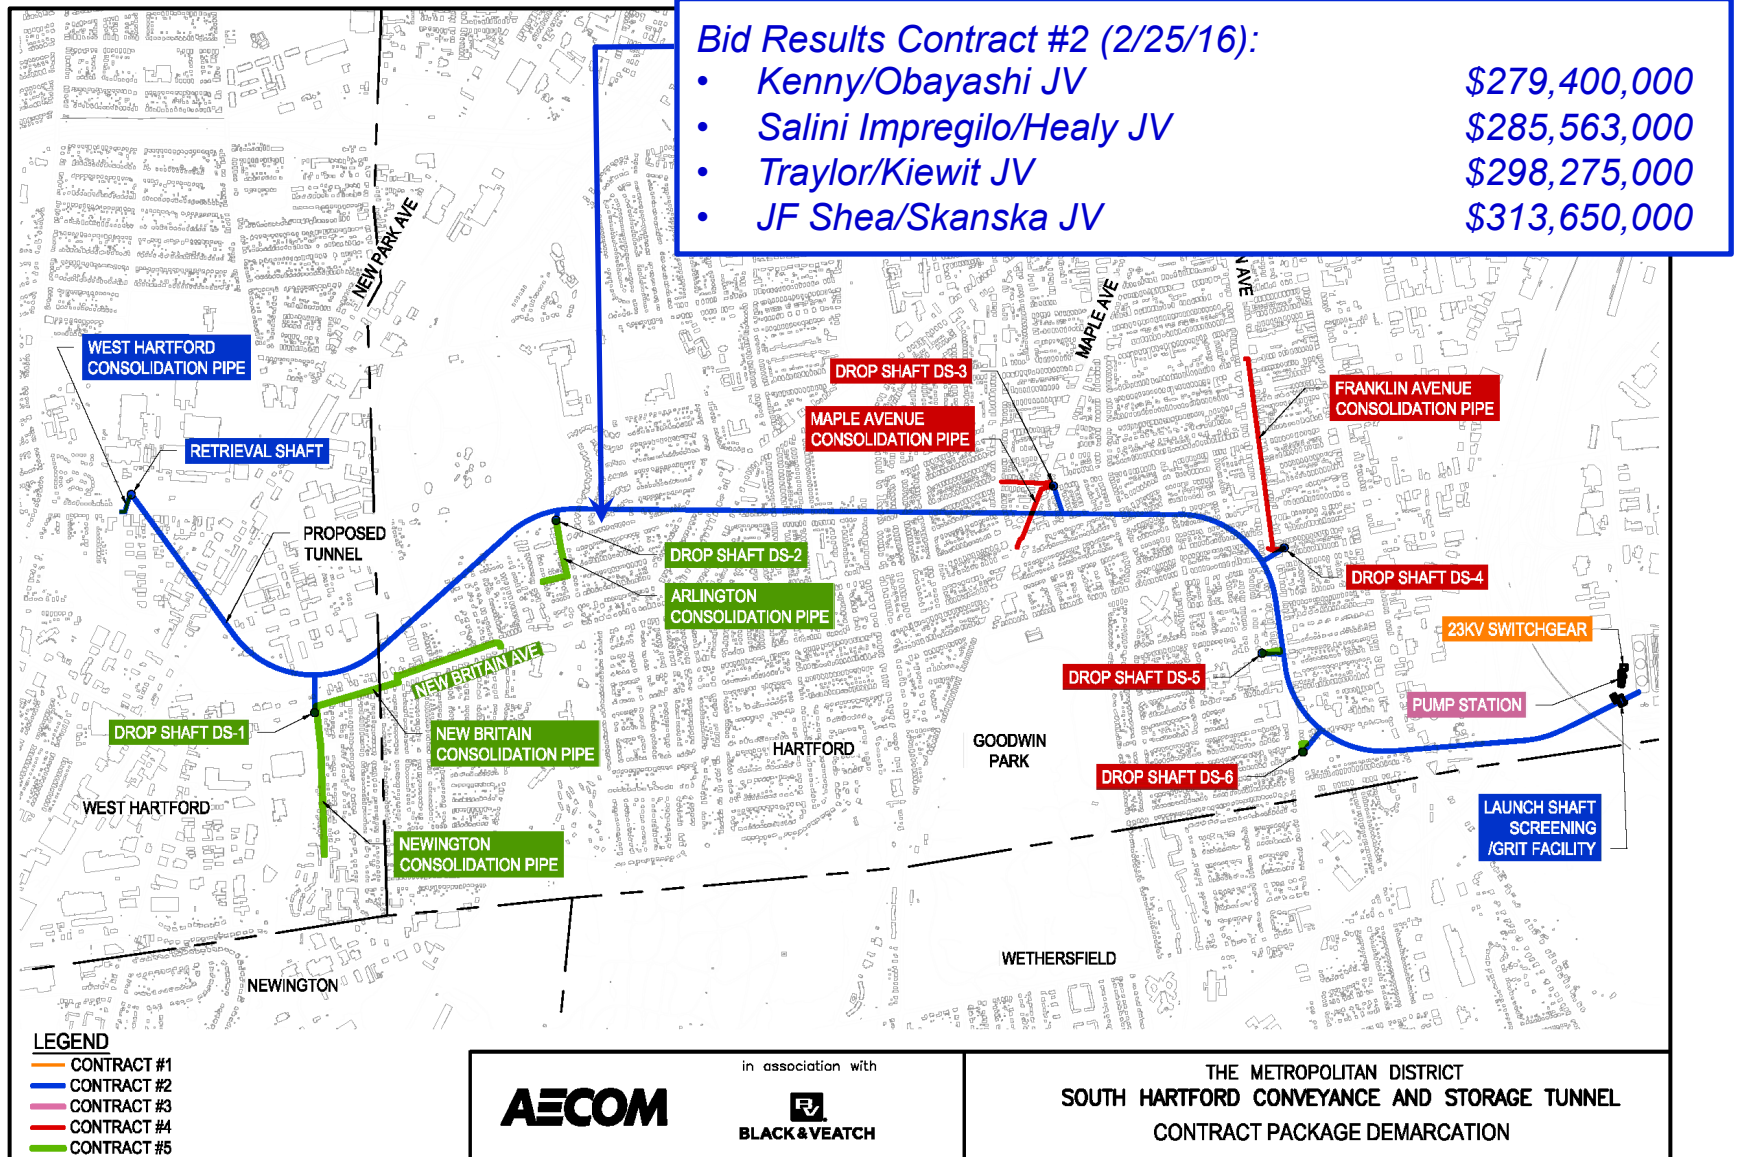 Bid Results Contract #2 (2/25/16):
• Kenny/Obayashi JV $279,400,000
• Salini Impregilo/Healy JV $285,563,000
• Traylor/Kiewit JV $298,275,000
• JF Shea/Skanska JV $313,650,000
NEW PARK AVE
MAPLE AVE
N AVE
WEST HARTFORD
CONSOLIDATION PIPE
RETRIEVAL SHAFT
PROPOSED
TUNNEL
DROP SHAFT DS-3
MAPLE AVENUE
CONSOLIDATION PIPE
FRANKLIN AVENUE
CONSOLIDATION PIPE
DROP SHAFT DS-2
ARLINGTON
CONSOLIDATION PIPE
DROP SHAFT DS-4
23KV SWITCHGEAR
NEW BRITAIN AVE
DROP SHAFT DS-5
PUMP STATION
DROP SHAFT DS-1
NEW BRITAIN
CONSOLIDATION PIPE
HARTFORD
GOODWIN
PARK
DROP SHAFT DS-6
WEST HARTFORD
LAUNCH SHAFT
SCREENING
/GRIT FACILITY
NEWINGTON
CONSOLIDATION PIPE
WETHERSFIELD
NEWINGTON
LEGEND
CONTRACT #1
CONTRACT #2
CONTRACT #3
CONTRACT #4
CONTRACT #5
AECOM
in association with
BV
BLACK & VEATCH
THE METROPOLITAN DISTRICT
SOUTH HARTFORD CONVEYANCE AND STORAGE TUNNEL
CONTRACT PACKAGE DEMARCATION